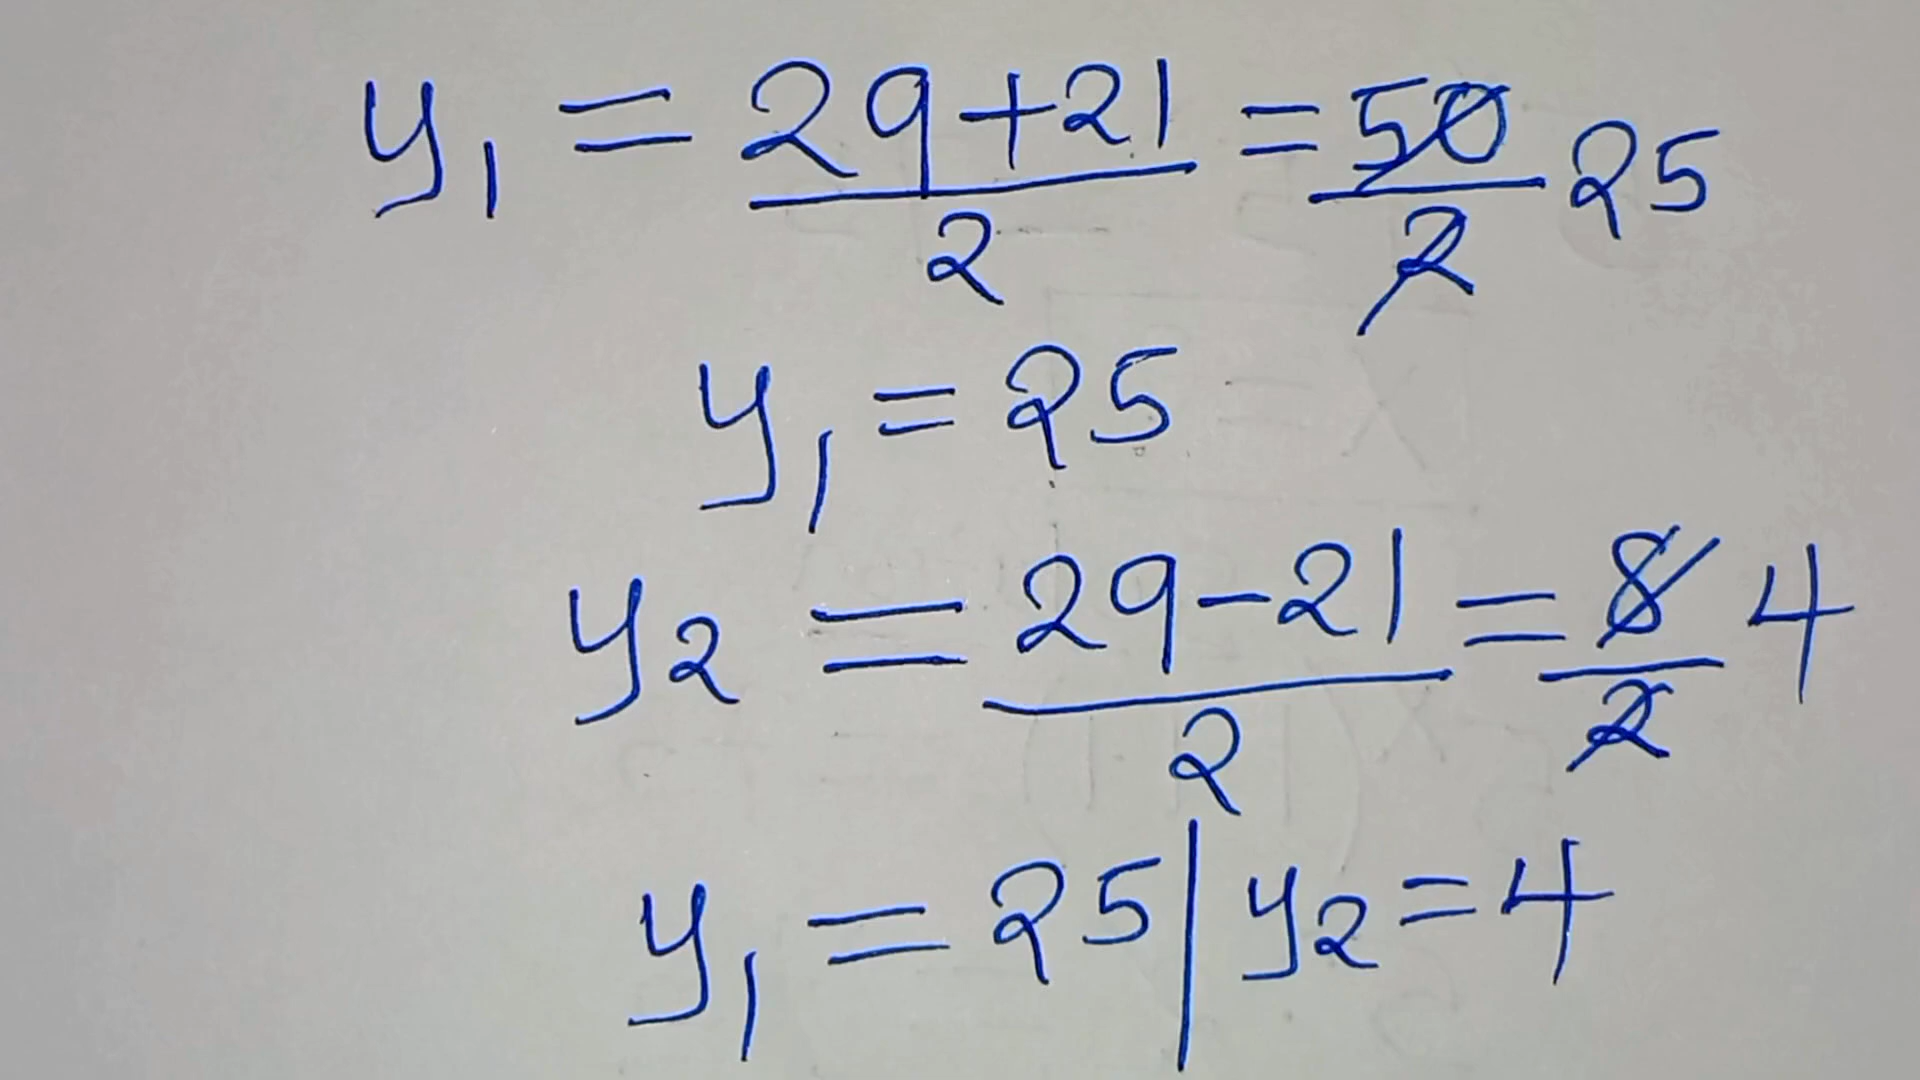 y₁ = (29+21)/2 = 50/2 25
y₁ = 25
y₂ = (29-21)/2 = 8/2 4
y₁ = 25 | y₂ = 4